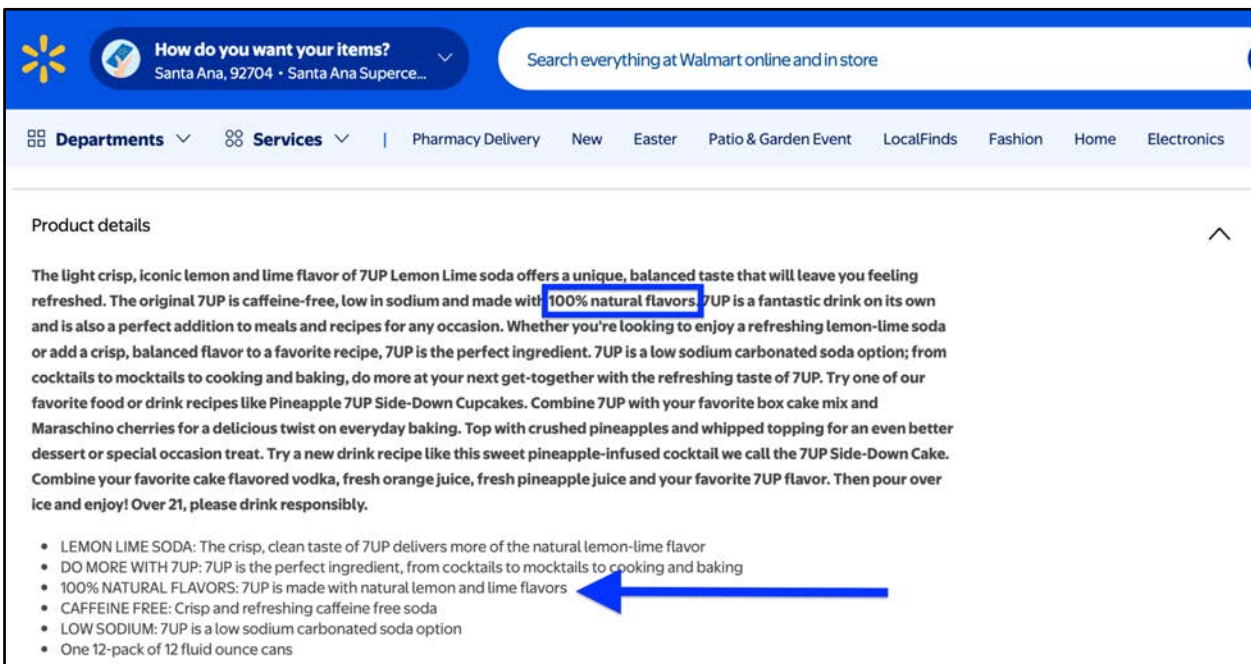 How do you want your items?
Santa Ana, 92704 • Santa Ana Superce...
Search everything at Walmart online and in store
Departments Services | Pharmacy Delivery New Easter Patio & Garden Event LocalFinds Fashion Home Electronics
Product details
The light crisp, iconic lemon and lime flavor of 7UP Lemon Lime soda offers a unique, balanced taste that will leave you feeling
refreshed. The original 7UP is caffeine-free, low in sodium and made with 100% natural flavors. 7UP is a fantastic drink on its own
and is also a perfect addition to meals and recipes for any occasion. Whether you're looking to enjoy a refreshing lemon-lime soda
or add a crisp, balanced flavor to a favorite recipe, 7UP is the perfect ingredient. 7UP is a low sodium carbonated soda option; from
cocktails to mocktails to cooking and baking, do more at your next get-together with the refreshing taste of 7UP. Try one of our
favorite food or drink recipes like Pineapple 7UP Side-Down Cupcakes. Combine 7UP with your favorite box cake mix and
Maraschino cherries for a delicious twist on everyday baking. Top with crushed pineapples and whipped topping for an even better
dessert or special occasion treat. Try a new drink recipe like this sweet pineapple-infused cocktail we call the 7UP Side-Down Cake.
Combine your favorite cake flavored vodka, fresh orange juice, fresh pineapple juice and your favorite 7UP flavor. Then pour over
ice and enjoy! Over 21, please drink responsibly.
• LEMON LIME SODA: The crisp, clean taste of 7UP delivers more of the natural lemon-lime flavor
• DO MORE WITH 7UP: 7UP is the perfect ingredient, from cocktails to mocktails to cooking and baking
• 100% NATURAL FLAVORS: 7UP is made with natural lemon and lime flavors
• CAFFEINE FREE: Crisp and refreshing caffeine free soda
• LOW SODIUM: 7UP is a low sodium carbonated soda option
• One 12-pack of 12 fluid ounce cans